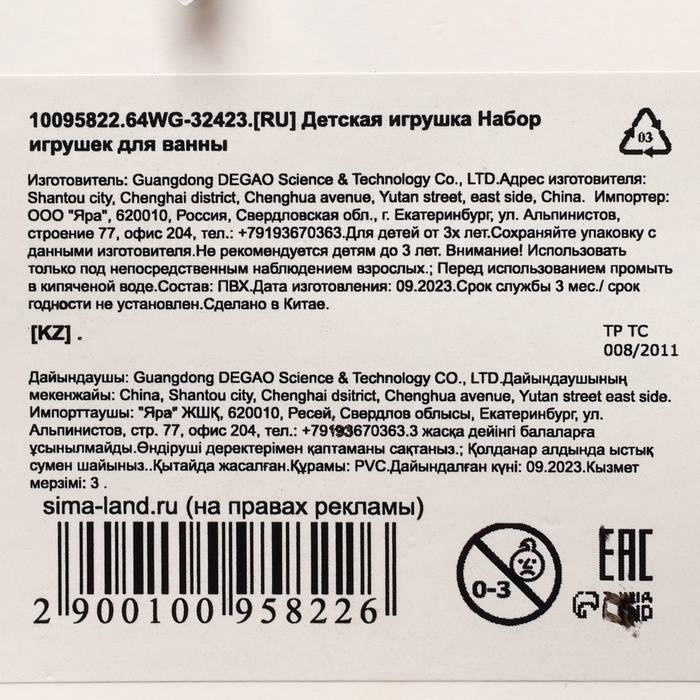 10095822.64WG-32423.[RU] Детская игрушка Набор
игрушек для ванны
03
Изготовитель: Guangdong DEGAO Science & Technology Co., LTD.Адрес изготовителя:
Shantou city, Chenghai district, Chenghua avenue, Yutan street, east side, China. Импортер:
ООО "Яра", 620010, Россия, Свердловская обл., г. Екатеринбург, ул. Альпинистов,
строение 77, офис 204, тел.: +79193670363.Для детей от 3х лет.Сохраняйте упаковку с
данными изготовителя.Не рекомендуется детям до 3 лет. Внимание! Использовать
только под непосредственным наблюдением взрослых.; Перед использованием промыть
в кипяченой воде.Состав: ПВХ.Дата изготовления: 09.2023.Срок службы 3 мес./ срок
годности не установлен.Сделано в Китае.
[KZ] .
ТР ТС
008/2011
Дайындаушы: Guangdong DEGAO Science & Technology CO., LTD.Дайындаушының
мекенжайы: China, Shantou city, Chenghai dsitrict, Chenghua avenue, Yutan street east side.
Импорттаушы: "Яра" ЖШҚ, 620010, Ресей, Свердлов облысы, Екатеринбург, ул.
Альпинистов, стр. 77, офис 204, тел.: +79193670363.3 жасқа дейінгі балаларға
ұсынылмайды.Өндіруші деректерімен қаптаманы сақтаңыз.; Қолданар алдында ыстық
сумен шайыныз..Қытайда жасалған.Құрамы: PVC.Дайындалған күні: 09.2023.Кызмет
мерзімі: 3 .
sima-land.ru (на правах рекламы)
2 900100 958226
0-3
EAC